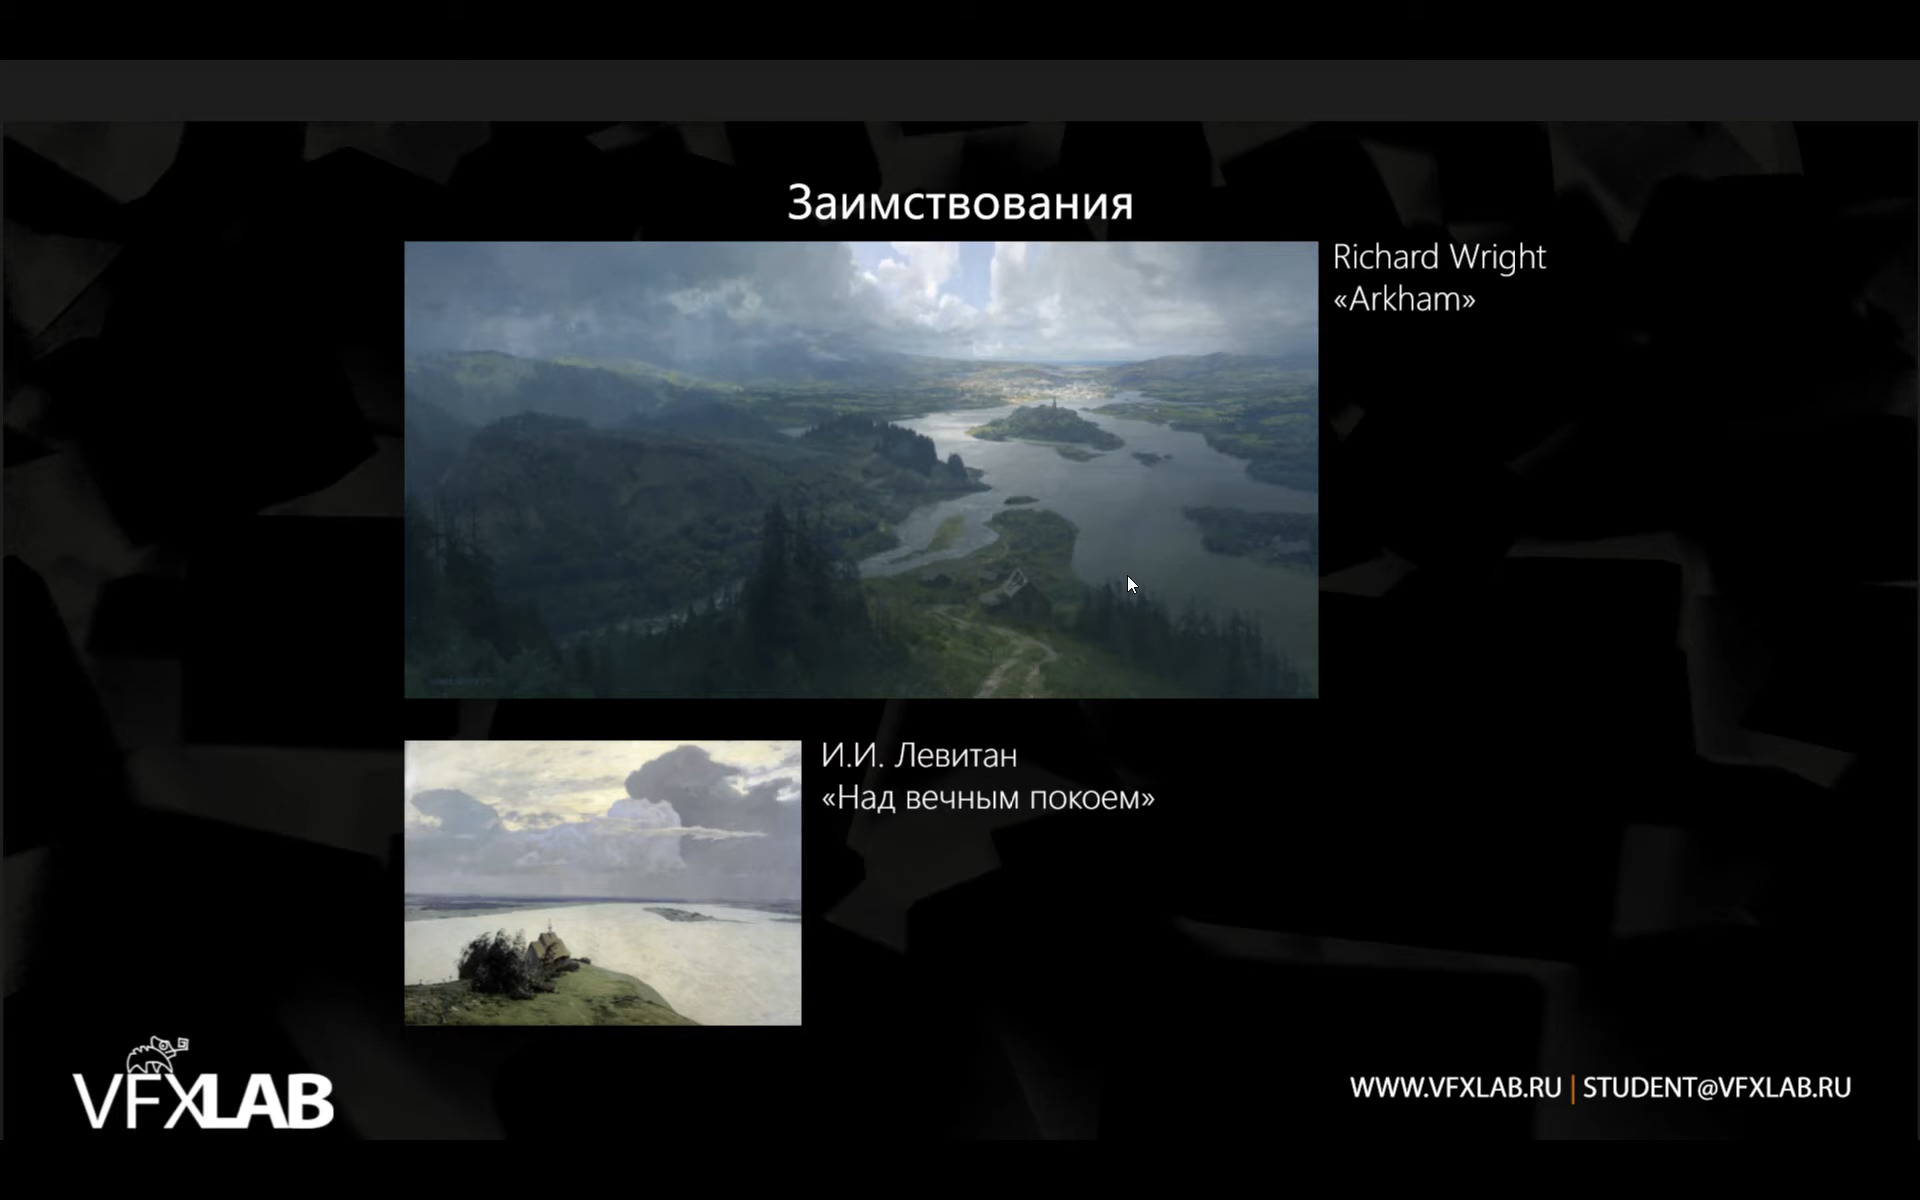 Заимствования
Richard Wright
«Arkham»
И.И. Левитан
«Над вечным покоем»
VFXLAB
WWW.VFXLAB.RU | STUDENT@VFXLAB.RU